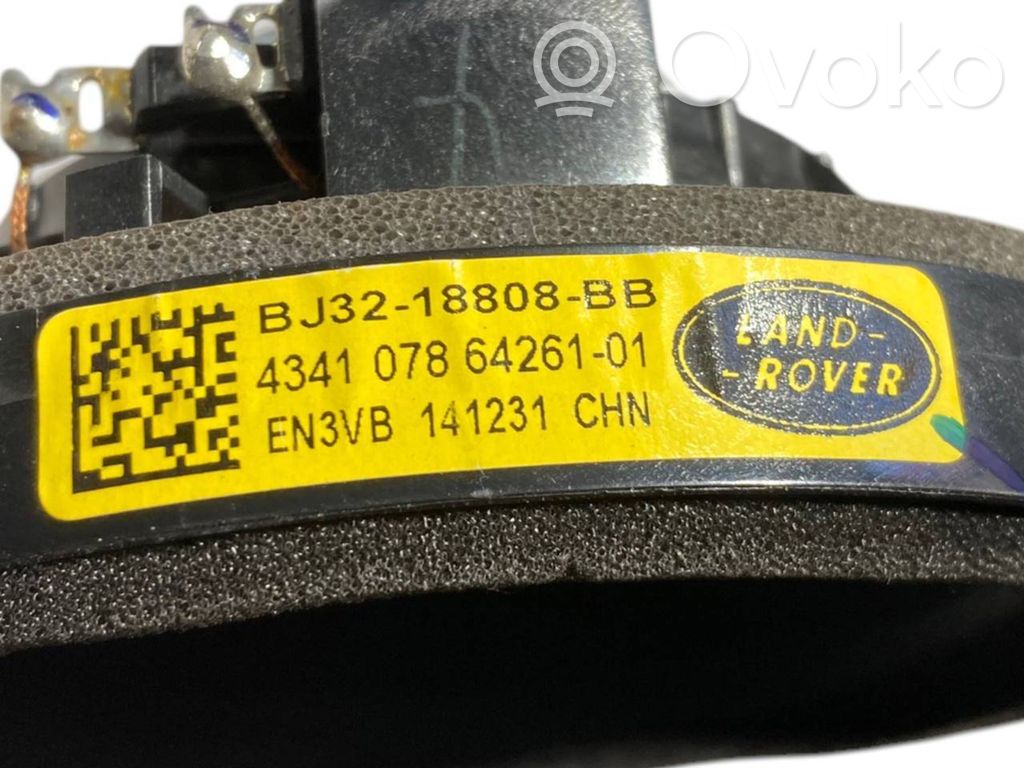 Ovoko
BJ32-18808-BB
4341 078 64261-01
EN3VB 141231 CHN
LAND-
-ROVER